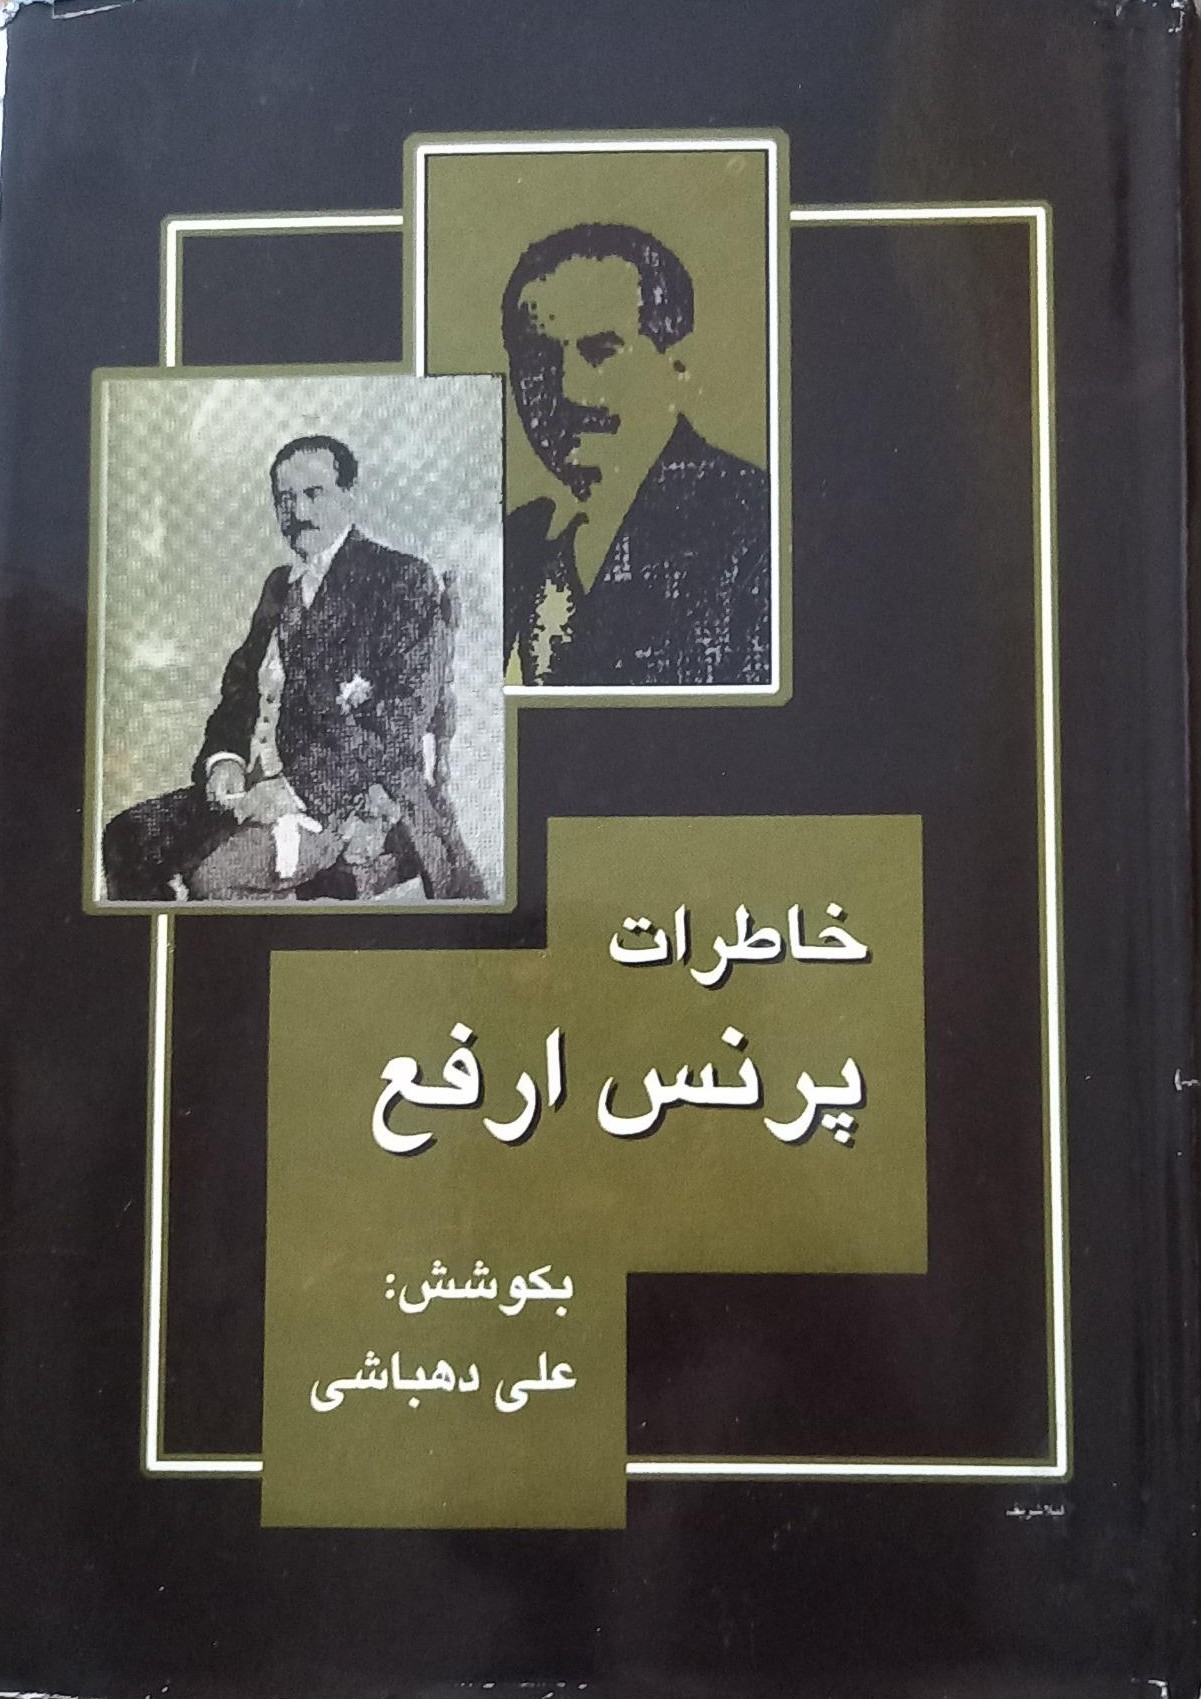 خاطرات
پرنس ارفع
بکوشش:
علی دهباشی